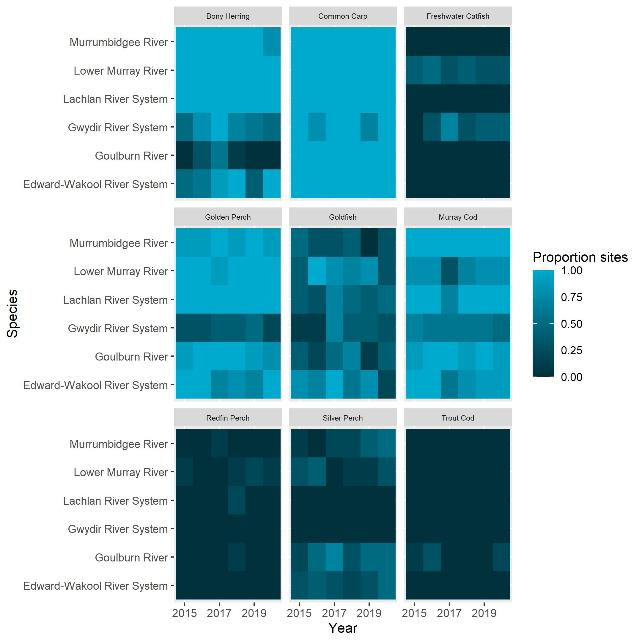 Bony Herring Common Carp Freshwater Catfish
Murrumbidgee River
Lower Murray River
Lachlan River System
Gwydir River System
Goulburn River
Edward-Wakool River System
Golden Perch Goldfish Murray Cod
Murrumbidgee River
Lower Murray River
Lachlan River System
Gwydir River System
Goulburn River
Edward-Wakool River System
Species
Proportion sites
1.00
0.75
0.50
0.25
0.00
Redfin Perch Silver Perch Trout Cod
Murrumbidgee River
Lower Murray River
Lachlan River System
Gwydir River System
Goulburn River
Edward-Wakool River System
2015 2017 2019 2015 2017 2019 2015 2017 2019
Year